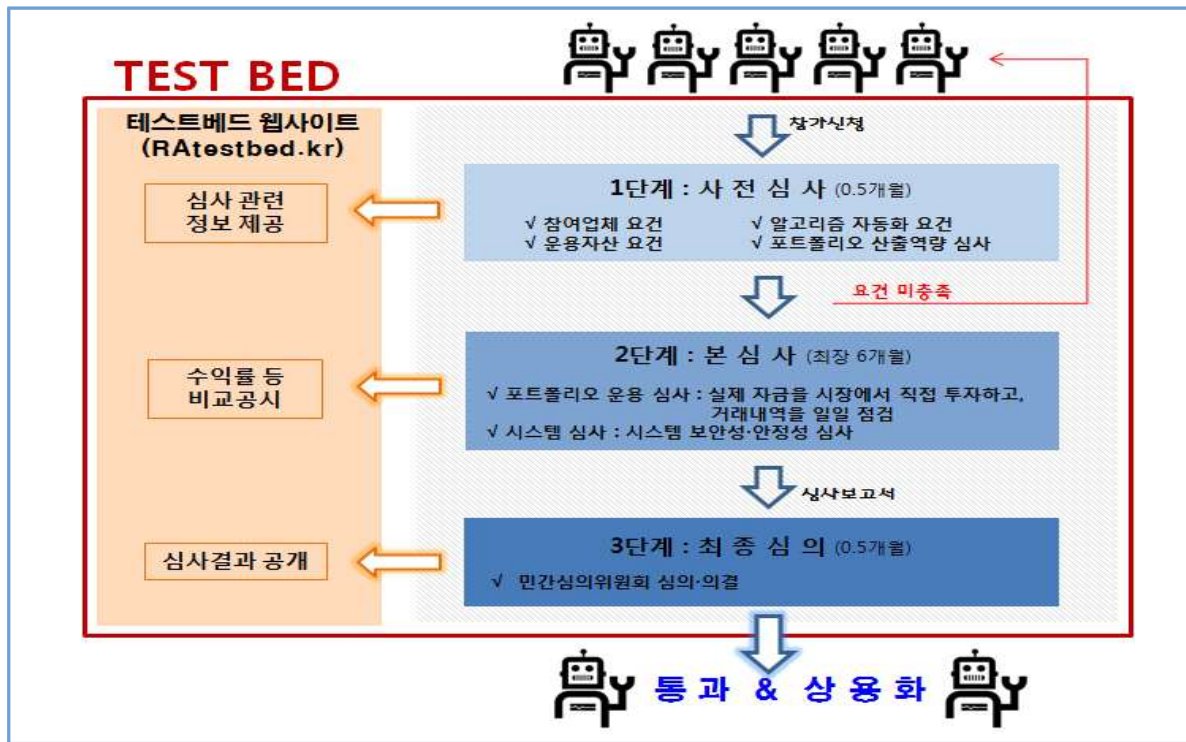 TEST BED
테스트베드 웹사이트
(RAtestbed.kr)
참가신청
1단계 : 사 전 심 사 (0.5개월)
√ 참여업체 요건
√ 알고리즘 자동화 요건
√ 운용자산 요건
√ 포트폴리오 산출역량 심사
심사 관련
정보 제공
요건 미충족
2단계 : 본 심 사 (최장 6개월)
√ 포트폴리오 운용 심사 : 실제 자금을 시장에서 직접 투자하고,
거래내역을 일일 점검
√ 시스템 심사 : 시스템 보안성·안정성 심사
수익률 등
비교공시
심사보고서
3단계 : 최 종 심 의 (0.5개월)
√ 민간심의위원회 심의·의결
심사결과 공개
통 과 & 상 용 화